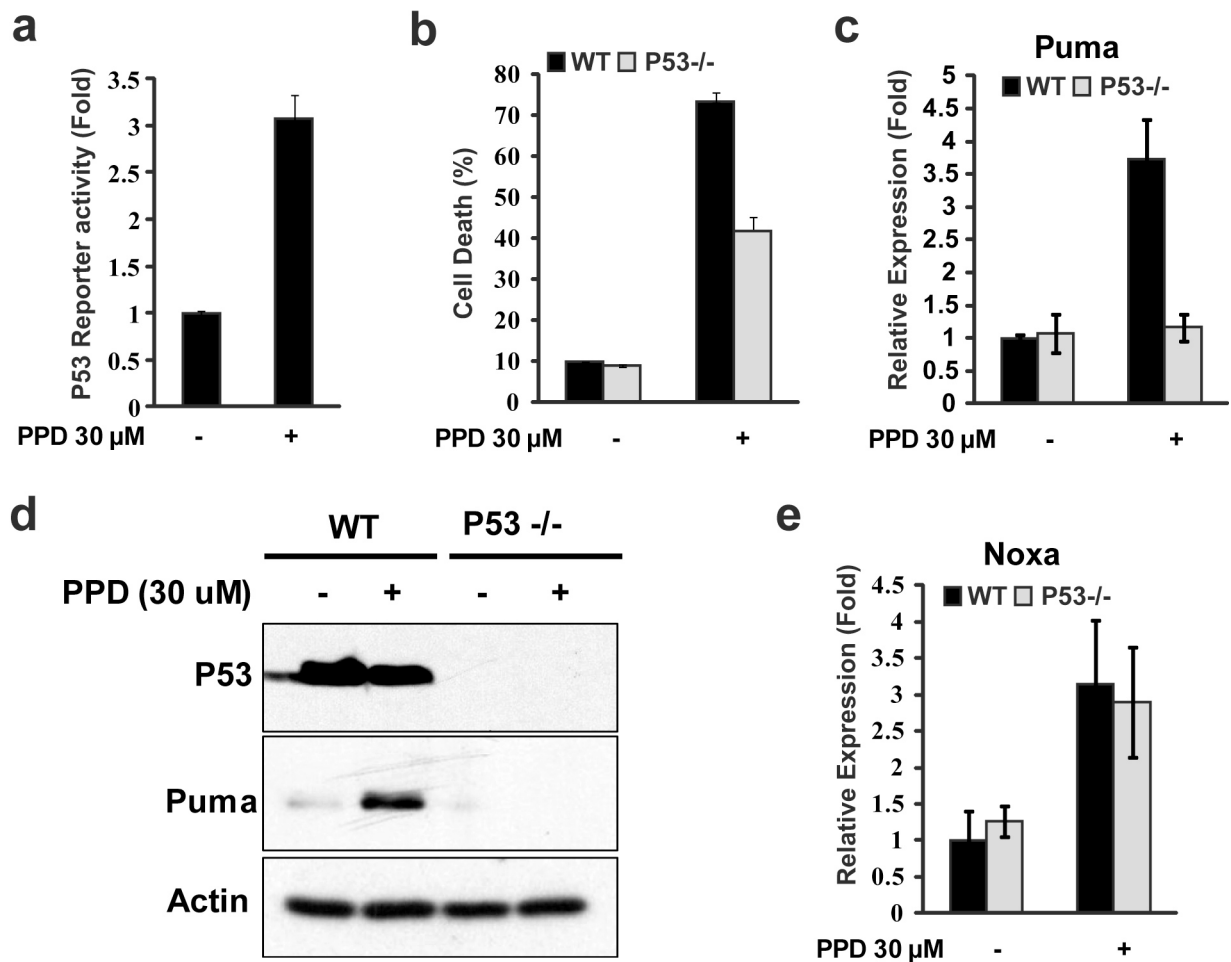 a
P53 Reporter activity (Fold)
3.5
3
2.5
2
1.5
1
0.5
0
PPD 30 µM - +
b
WT P53-/-
Cell Death (%)
80
70
60
50
40
30
20
10
0
PPD 30 µM - +
c
Puma
WT P53-/-
Relative Expression (Fold)
5
4.5
4
3.5
3
2.5
2
1.5
1
0.5
0
PPD 30 µM - +
d
WT P53 -/-
PPD (30 uM) - + - +
P53
Puma
Actin
e
Noxa
WT P53-/-
Relative Expression (Fold)
4.5
4
3.5
3
2.5
2
1.5
1
0.5
0
PPD 30 µM - +